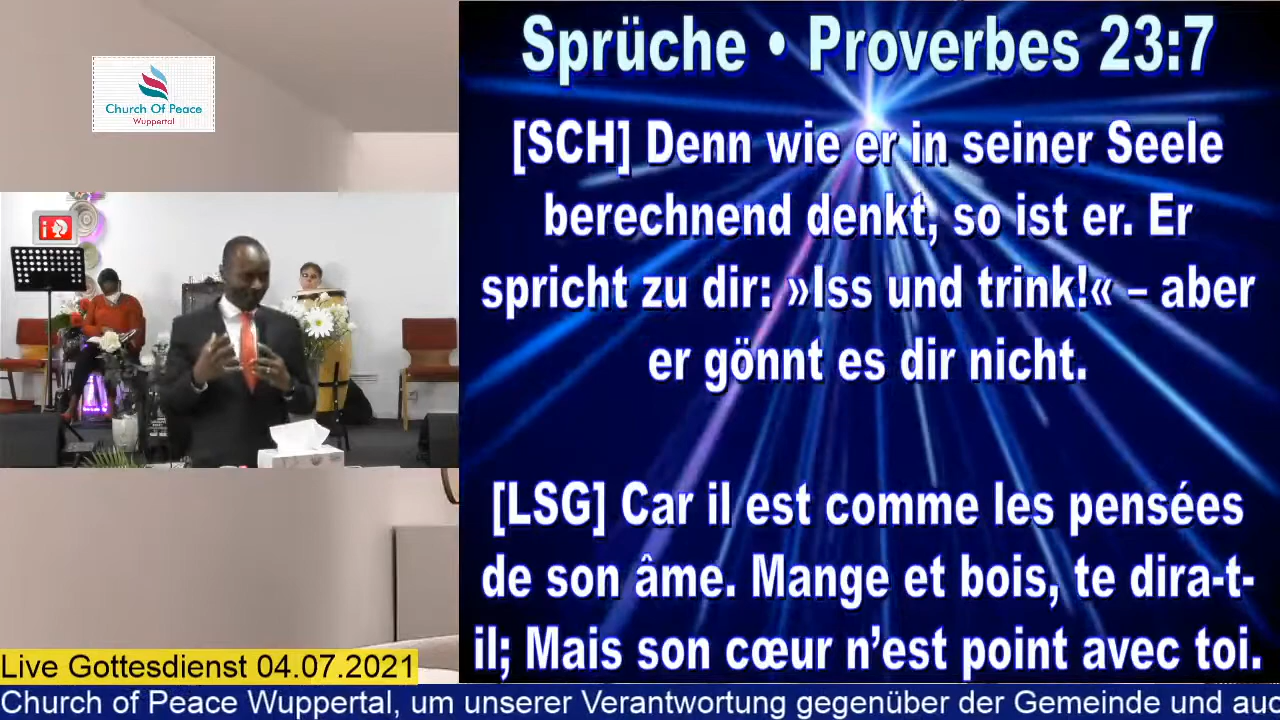 Church Of Peace
Wuppertal
Sprüche • Proverbes 23:7
[SCH] Denn wie er in seiner Seele
berechnend denkt, so ist er. Er
spricht zu dir: »Iss und trink!« – aber
er gönnt es dir nicht.
[LSG] Car il est comme les pensées
de son âme. Mange et bois, te dira-t-
il; Mais son cœur n’est point avec toi.
Live Gottesdienst 04.07.2021
Church of Peace Wuppertal, um unserer Verantwortung gegenüber der Gemeinde und auc